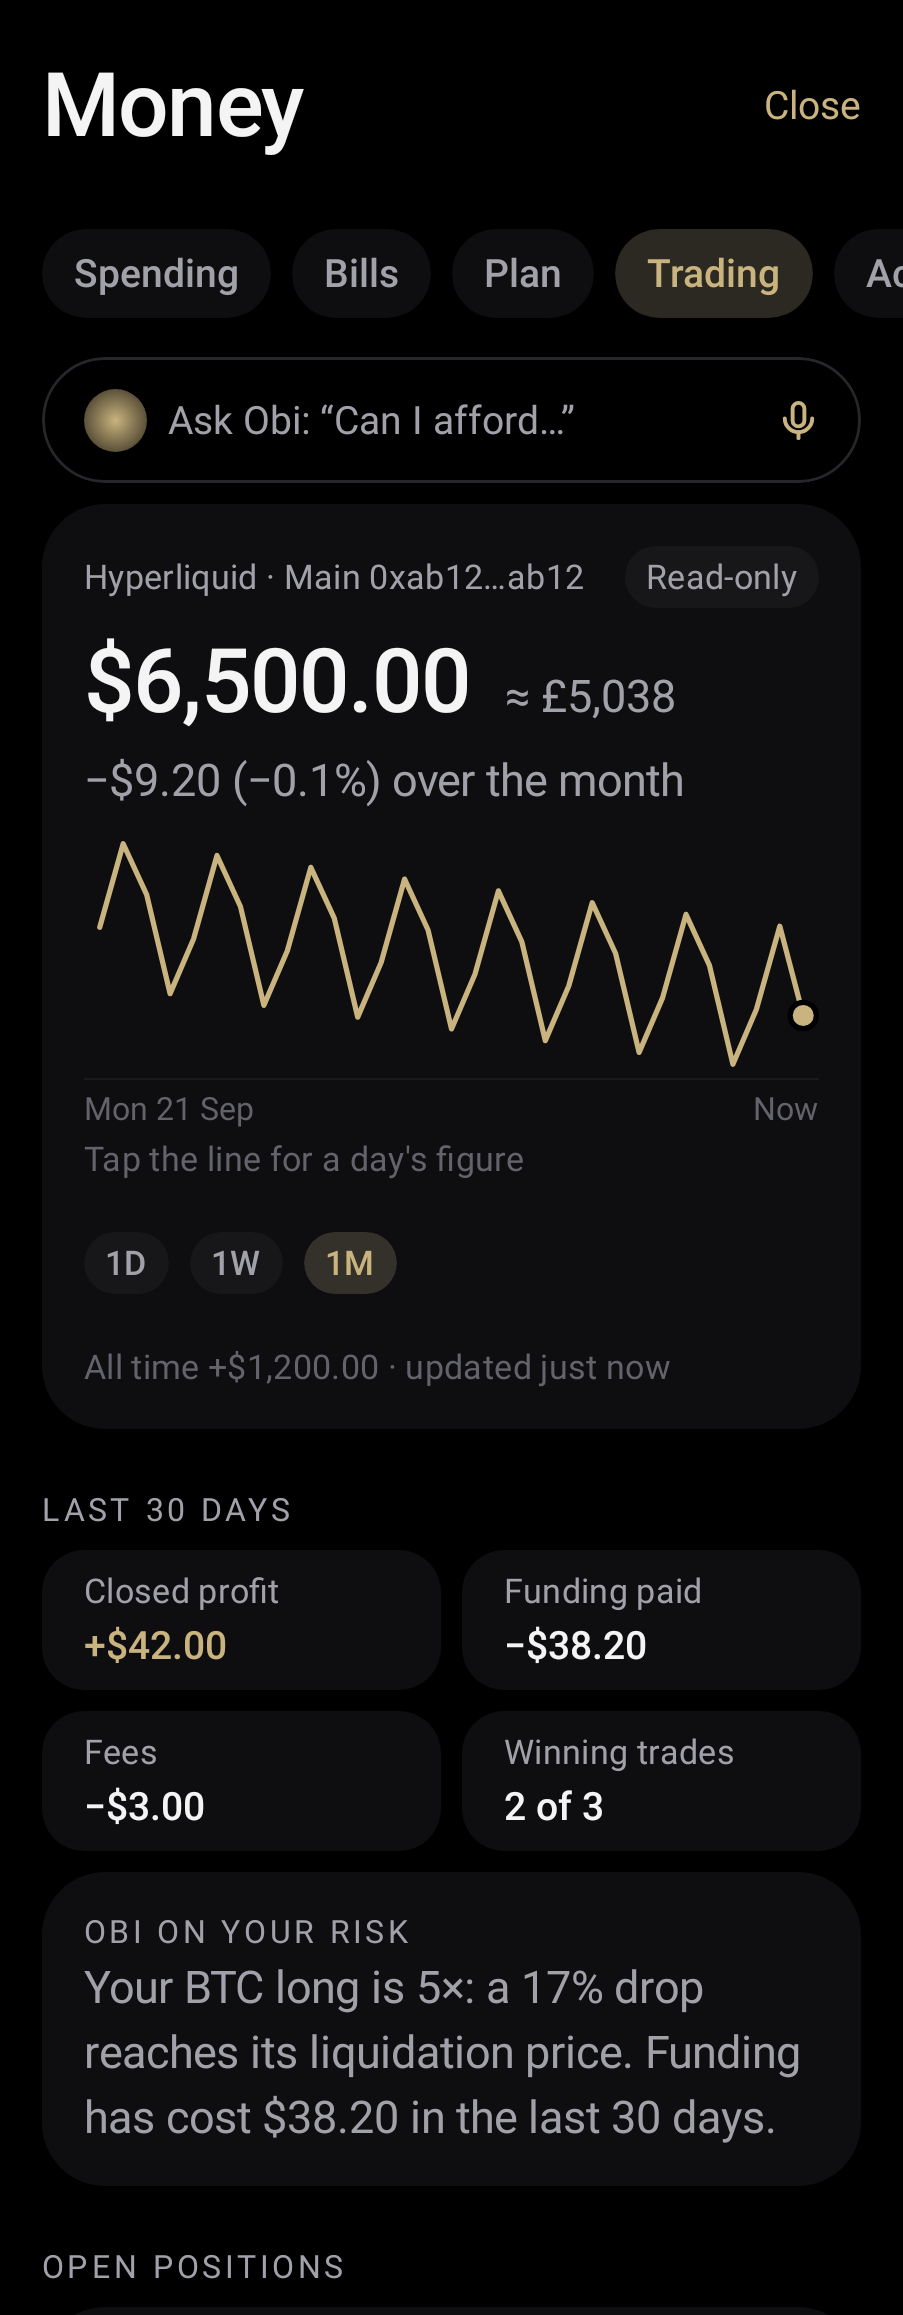 Money
Close
Spending
Bills
Plan
Trading
Ac
Ask Obi: “Can I afford…”
Hyperliquid · Main 0xab12…ab12
Read-only
$6,500.00
≈ £5,038
−$9.20 (−0.1%) over the month
Mon 21 Sep
Now
Tap the line for a day's figure
1D
1W
1M
All time +$1,200.00 · updated just now
LAST 30 DAYS
Closed profit
+$42.00
Funding paid
−$38.20
Fees
−$3.00
Winning trades
2 of 3
OBI ON YOUR RISK
Your BTC long is 5×: a 17% drop
reaches its liquidation price. Funding
has cost $38.20 in the last 30 days.
OPEN POSITIONS